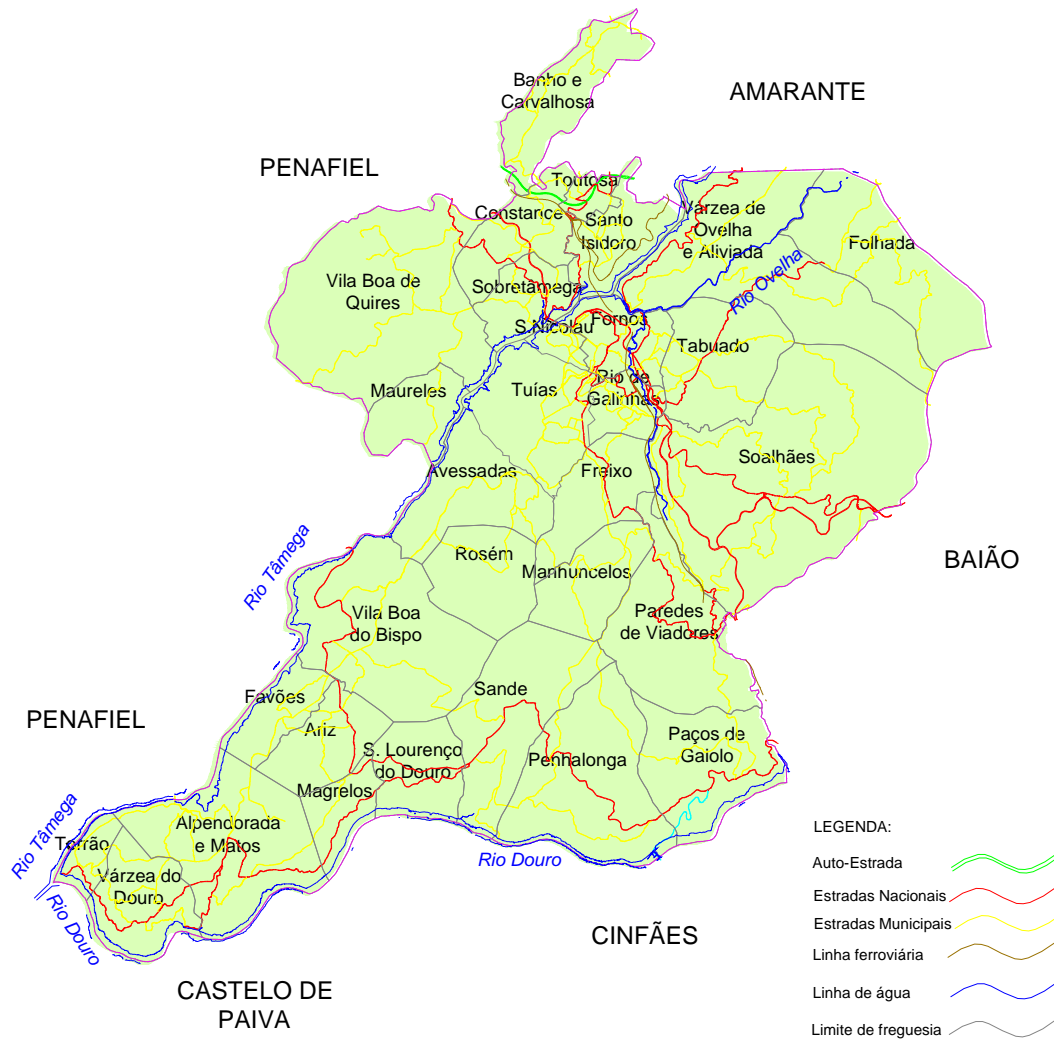 Banho e
Carvalhosa
AMARANTE
PENAFIEL
Toutosa
Constance
Santo
Isidoro
Várzea de
Ovelha
e Aliviada
Folhada
Vila Boa de
Quires
Sobretâmega
Rio Ovelha
S.Nicolau
Fornos
Tabuado
Maureles
Tuías
Rio de
Galinhas
Soalhães
Avessadas
Freixo
Rio Tâmega
Rosém
Manhuncelos
BAIÃO
Vila Boa
do Bispo
Paredes
de Viadores
Favões
Sande
PENAFIEL
Ariz
S. Lourenço
do Douro
Penhalonga
Paços de
Gaiolo
Magrelos
Rio Tâmega
Torrão
Alpendorada
e Matos
Rio Douro
Várzea do
Douro
Rio Douro
CINFÃES
CASTELO DE
PAIVA
LEGENDA:
Auto-Estrada
Estradas Nacionais
Estradas Municipais
Linha ferroviária
Linha de água
Limite de freguesia